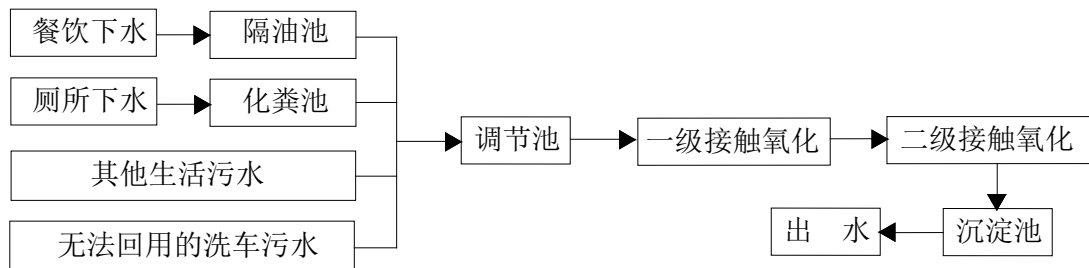 餐饮下水
隔油池
厕所下水
化粪池
其他生活污水
无法回用的洗车污水
调节池
一级接触氧化
二级接触氧化
沉淀池
出 水